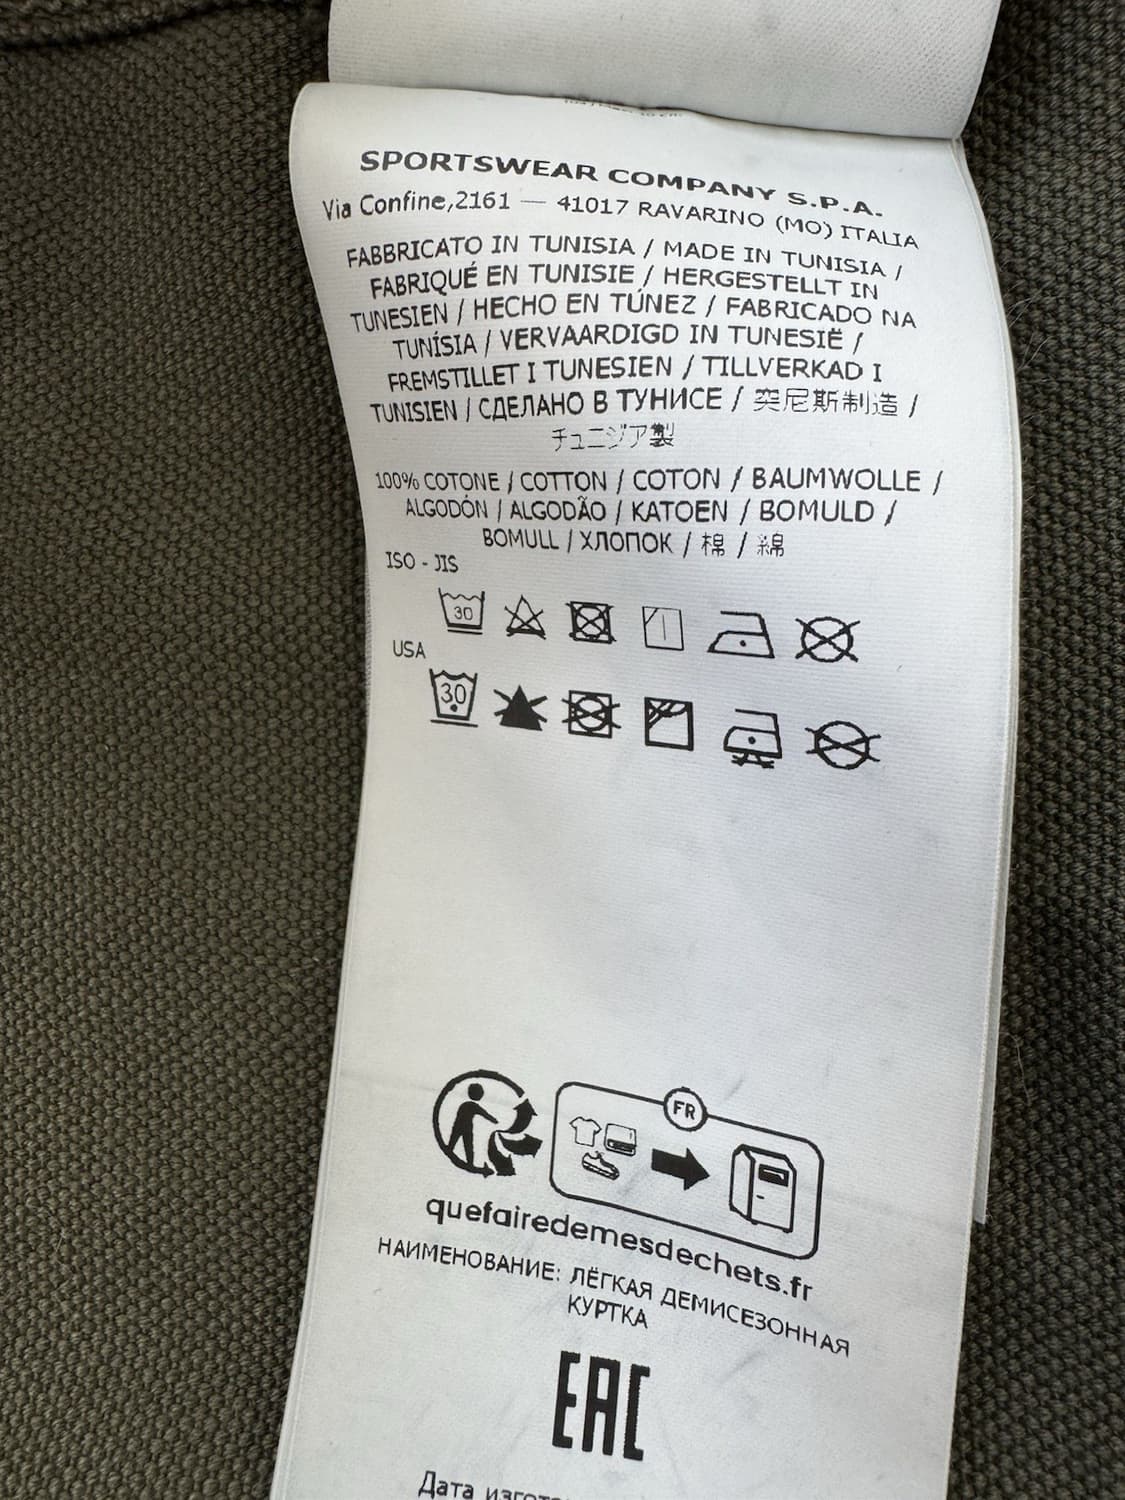 SPORTSWEAR COMPANY S.P.A.
Via Confine,2161 — 41017 RAVARINO (MO) ITALIA
FABBRICATO IN TUNISIA / MADE IN TUNISIA /
FABRIQUÉ EN TUNISIE / HERGESTELLT IN
TUNESIEN / HECHO EN TÚNEZ / FABRICADO NA
TUNÍSIA / VERVAARDIGD IN TUNESIË /
FREMSTILLET I TUNESIEN / TILLVERKAD I
TUNISIEN / СДЕЛАНО В ТУНИСЕ / 突尼斯制造 /
チュニジア製
100% COTONE / COTTON / COTON / BAUMWOLLE /
ALGODÓN / ALGODÃO / KATOEN / BOMULD /
BOMULL / ХЛОПОК / 棉 / 綿
ISO - JIS
30
USA
30
FR
quefairedemesdechets.fr
НАИМЕНОВАНИЕ: ЛЁГКАЯ ДЕМИСЕЗОННАЯ
КУРТКА
EAC
Дата